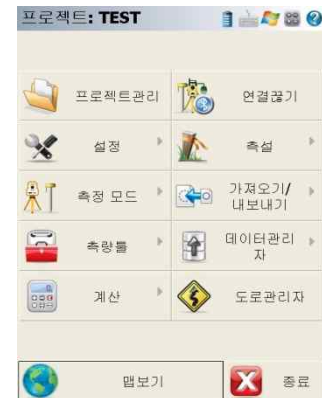 프로젝트: TEST
프로젝트관리
연결끊기
설정
측설
측정 모드
가져오기/
내보내기
측량툴
데이터관리
자
계산
도로관리자
맵보기
종료